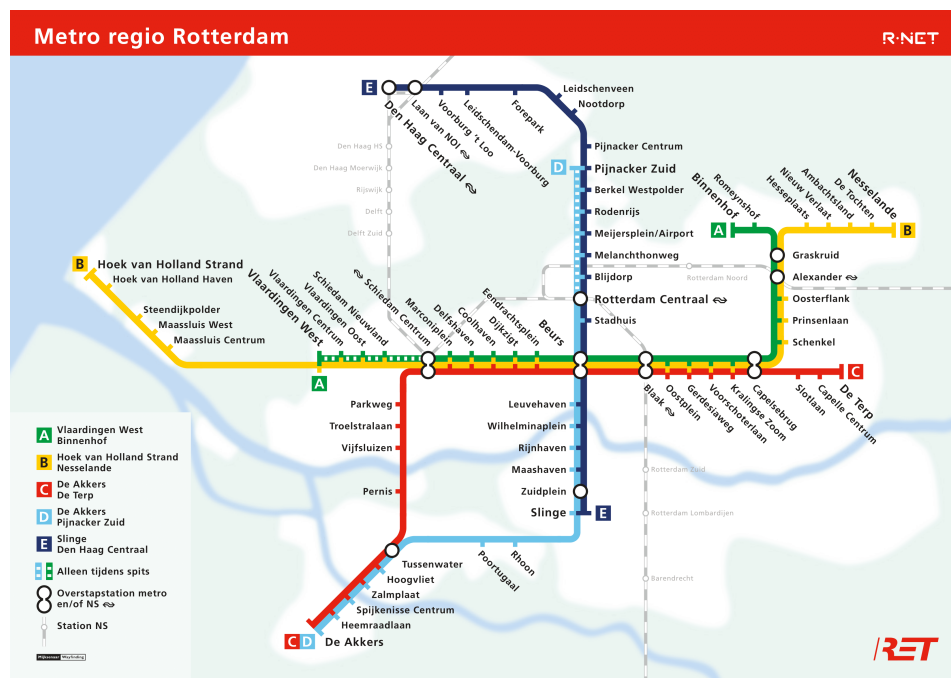 Metro regio Rotterdam
R·NET
E
Den Haag Centraal
Laan van NOI
Voorburg 't Loo
Leidschendam-Voorburg
Forepark
Leidschenveen
Nootdorp
Pijnacker Centrum
D
Pijnacker Zuid
Berkel Westpolder
Rodenrijs
Meijersplein/Airport
Melanchthonweg
Blijdorp
Rotterdam Centraal
Stadhuis
Den Haag HS
Den Haag Moerwijk
Rijswijk
Delft
Delft Zuid
Rotterdam Noord
A
Binnenhof
Romeynshof
Hesseplaats
Nieuw Verlaat
Ambachtsland
De Tochten
Nesselande
B
Graskruid
Alexander
Oosterflank
Prinsenlaan
Schenkel
B
Hoek van Holland Strand
Hoek van Holland Haven
Steendijkpolder
Maassluis West
Maassluis Centrum
Vlaardingen West
Vlaardingen Centrum
Vlaardingen Oost
Schiedam Nieuwland
Schiedam Centrum
Marconiplein
Delfshaven
Coolhaven
Dijkzigt
Eendrachtsplein
Beurs
A
Blaak
Oostplein
Gerdesiaweg
Voorschoterlaan
Kralingse Zoom
Capelsebrug
Slotlaan
Capelle Centrum
De Terp
C
Parkweg
Troelstralaan
Vijfsluizen
Pernis
Leuvehaven
Wilhelminaplein
Rijnhaven
Maashaven
Zuidplein
Slinge
E
Rotterdam Zuid
Rotterdam Lombardijen
Barendrecht
Tussenwater
Hoogvliet
Zalmplaat
Spijkenisse Centrum
Heemraadlaan
De Akkers
C D
Poortugaal
Rhoon
A
Vlaardingen West
Binnenhof
B
Hoek van Holland Strand
Nesselande
C
De Akkers
De Terp
D
De Akkers
Pijnacker Zuid
E
Slinge
Den Haag Centraal
Alleen tijdens spits
Overstapstation metro
en/of NS
Station NS
Mijksenaar Wayfinding
RET